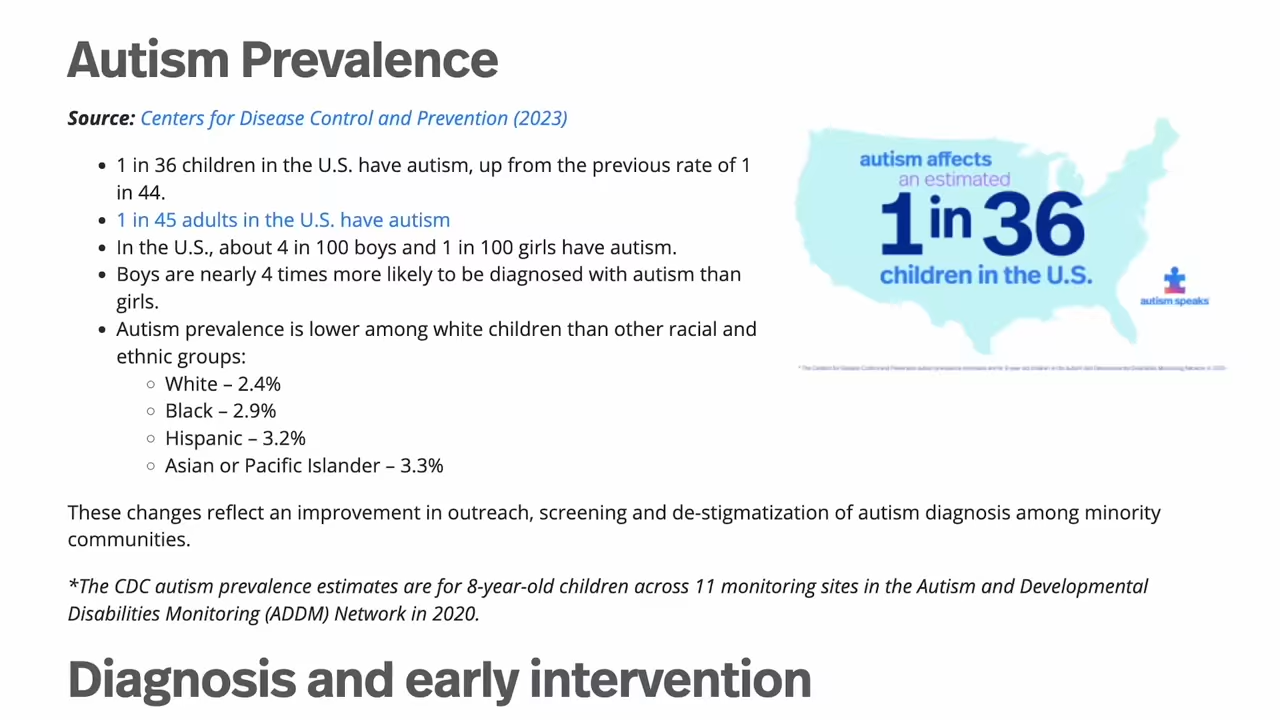 Autism Prevalence
Source: Centers for Disease Control and Prevention (2023)
• 1 in 36 children in the U.S. have autism, up from the previous rate of 1
in 44.
• 1 in 45 adults in the U.S. have autism
• In the U.S., about 4 in 100 boys and 1 in 100 girls have autism.
• Boys are nearly 4 times more likely to be diagnosed with autism than
girls.
• Autism prevalence is lower among white children than other racial and
ethnic groups:
○ White – 2.4%
○ Black – 2.9%
○ Hispanic – 3.2%
○ Asian or Pacific Islander – 3.3%
autism affects
an estimated
1 in 36
children in the U.S.
autism speaks
These changes reflect an improvement in outreach, screening and de-stigmatization of autism diagnosis among minority
communities.
*The CDC autism prevalence estimates are for 8-year-old children across 11 monitoring sites in the Autism and Developmental
Disabilities Monitoring (ADDM) Network in 2020.
Diagnosis and early intervention